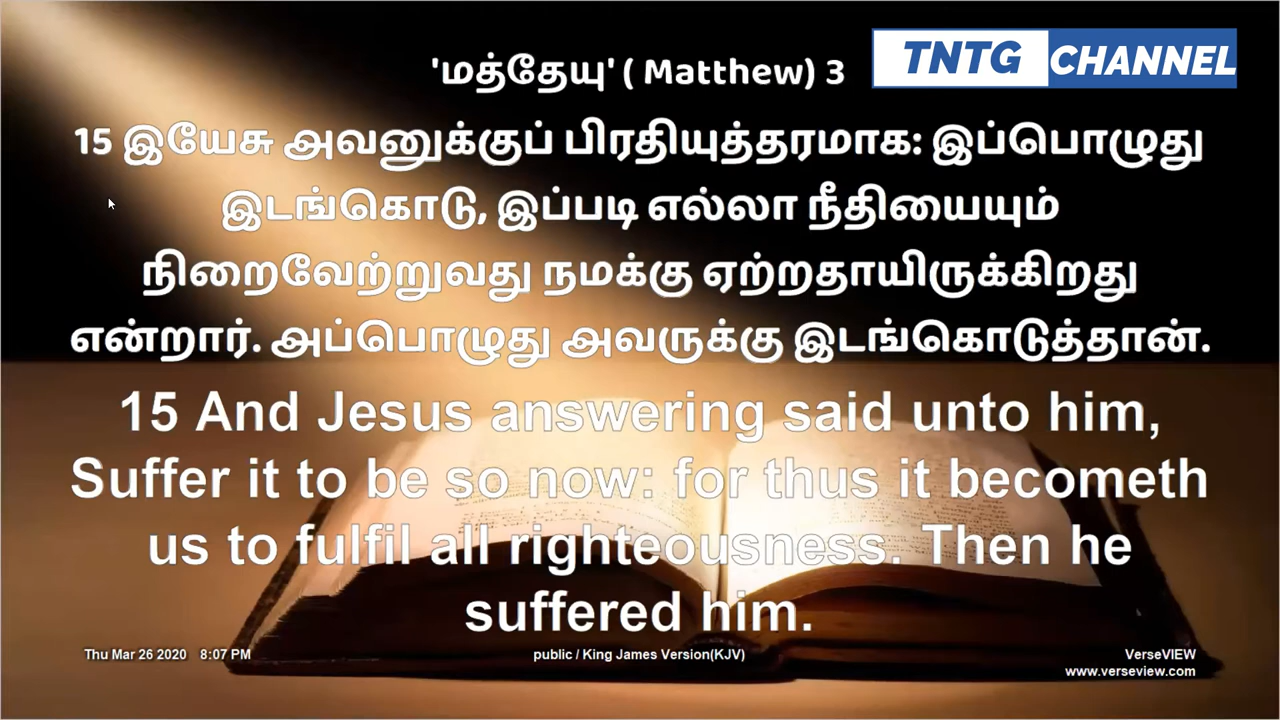 'மத்தேயு' ( Matthew) 3
TNTG CHANNEL
15 இயேசு அவனுக்குப் பிரதியுத்தரமாக: இப்பொழுது
இடங்கொடு, இப்படி எல்லா நீதியையும்
நிறைவேற்றுவது நமக்கு ஏற்றதாயிருக்கிறது
என்றார். அப்பொழுது அவருக்கு இடங்கொடுத்தான்.
15 And Jesus answering said unto him,
Suffer it to be so now: for thus it becometh
us to fulfil all righteousness. Then he
suffered him.
Thu Mar 26 2020 8:07 PM
public / King James Version(KJV)
VerseVIEW
www.verseview.com